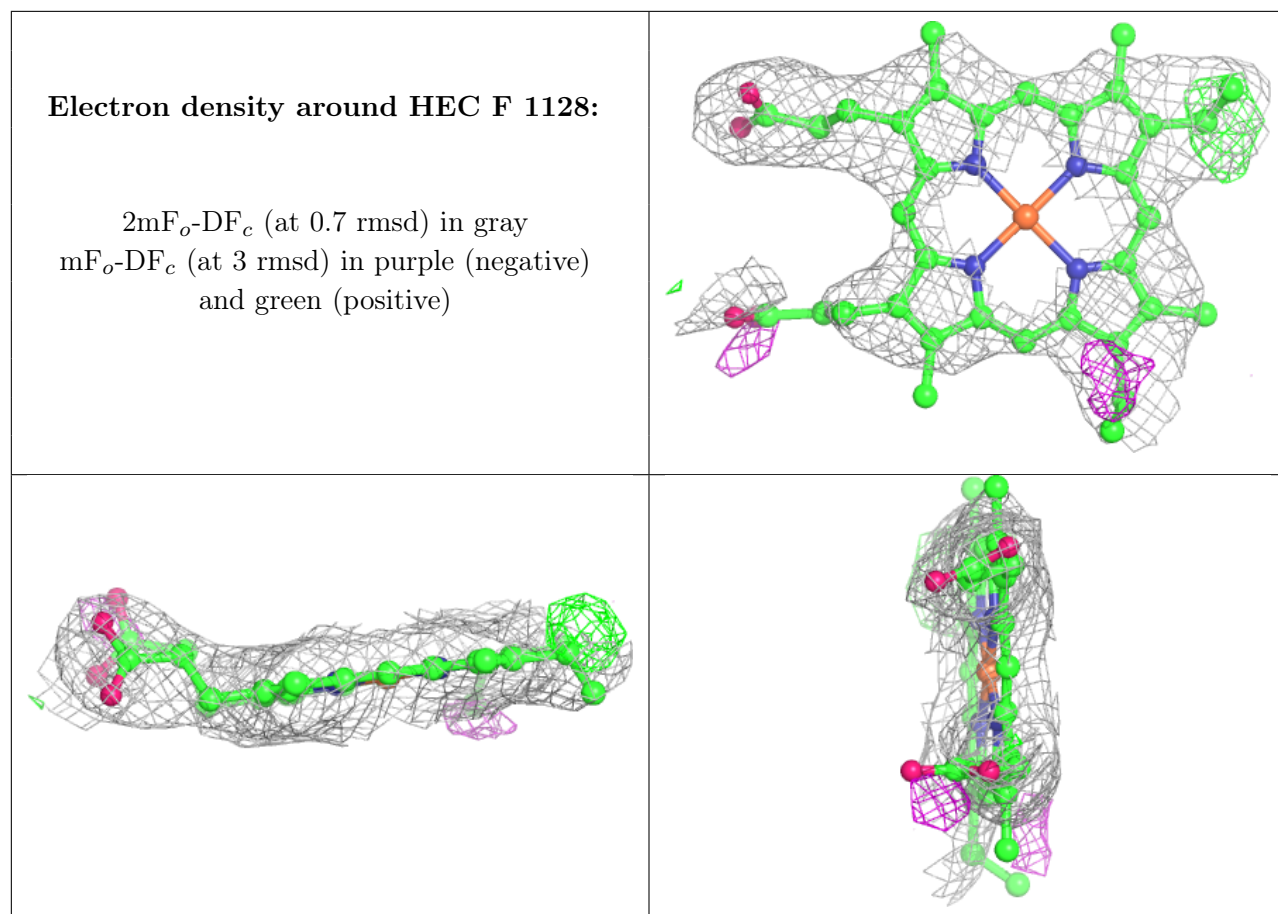 Electron density around HEC F 1128:
2mFo-DFc (at 0.7 rmsd) in gray
mFo-DFc (at 3 rmsd) in purple (negative)
and green (positive)